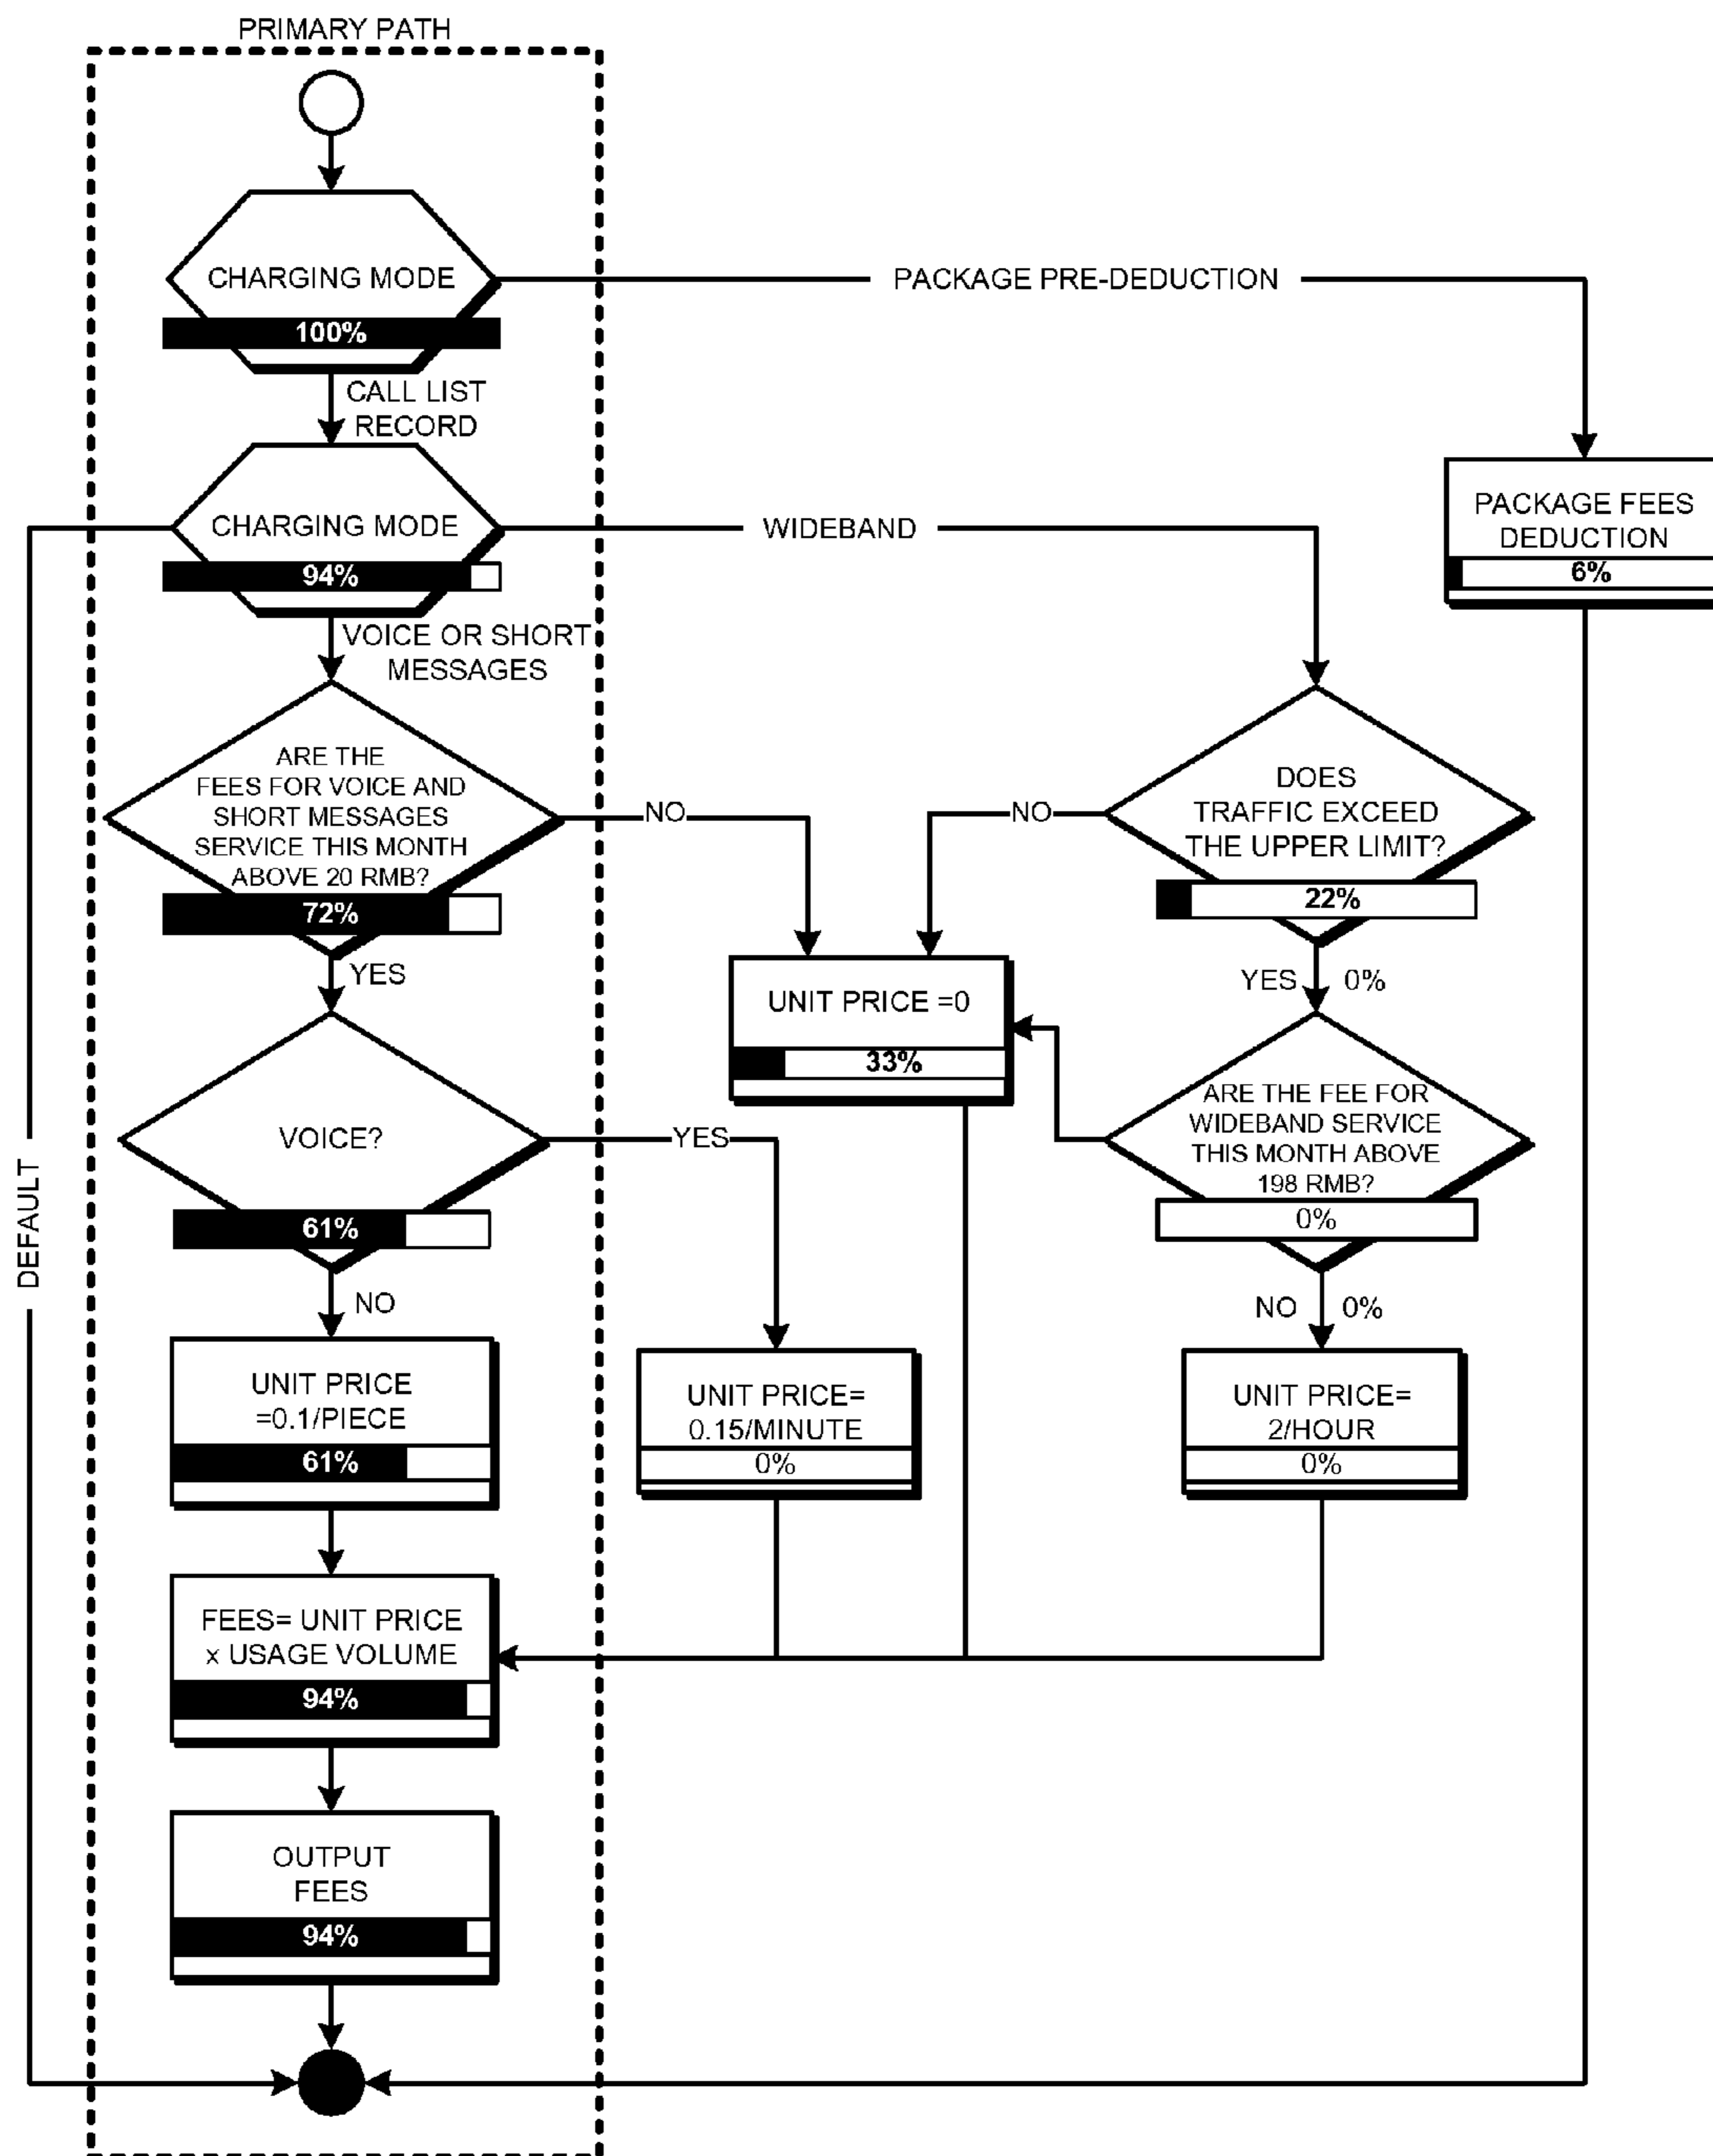 PRIMARY PATH
CHARGING MODE
100%
PACKAGE PRE-DEDUCTION
CALL LIST
RECORD
CHARGING MODE
94%
WIDEBAND
PACKAGE FEES
DEDUCTION
6%
VOICE OR SHORT
MESSAGES
ARE THE
FEES FOR VOICE AND
SHORT MESSAGES
SERVICE THIS MONTH
ABOVE 20 RMB?
72%
NO
NO
DOES
TRAFFIC EXCEED
THE UPPER LIMIT?
22%
YES
UNIT PRICE =0
33%
YES 0%
VOICE?
61%
YES
ARE THE FEE FOR
WIDEBAND SERVICE
THIS MONTH ABOVE
198 RMB?
0%
DEFAULT
NO
NO 0%
UNIT PRICE
=0.1/PIECE
61%
UNIT PRICE=
0.15/MINUTE
0%
UNIT PRICE=
2/HOUR
0%
FEES= UNIT PRICE
x USAGE VOLUME
94%
OUTPUT
FEES
94%